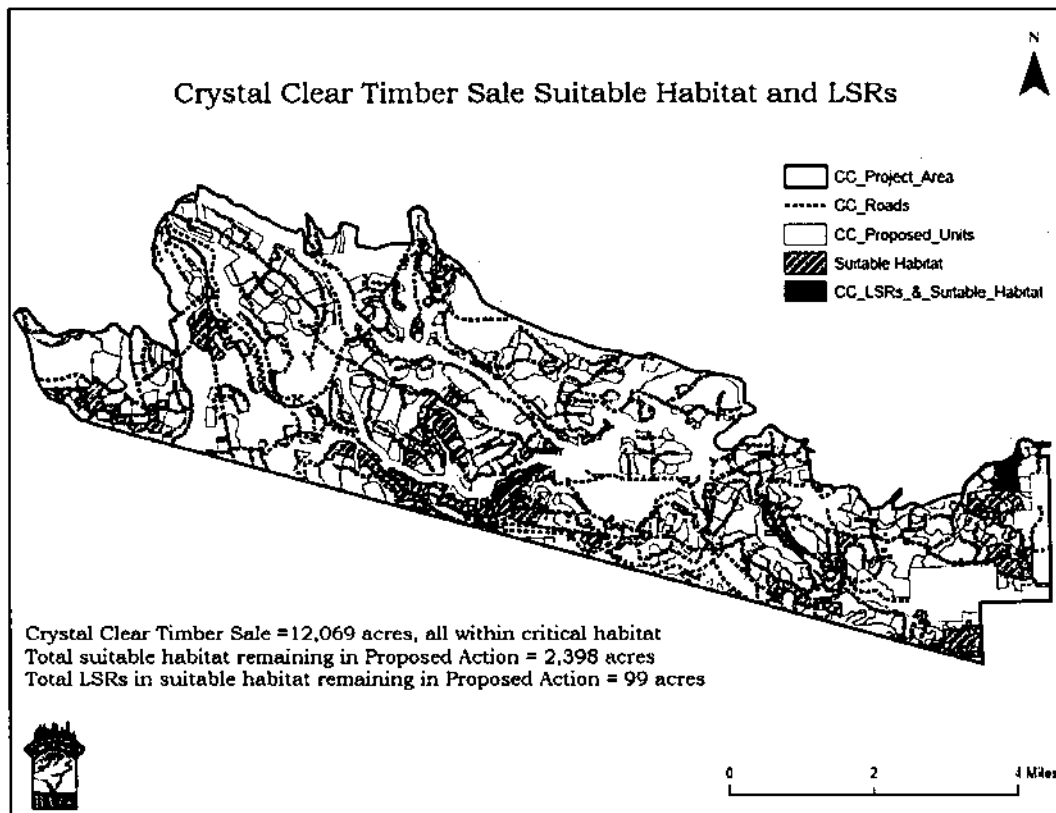 N
Crystal Clear Timber Sale Suitable Habitat and LSRs
CC_Project_Area
CC_Roads
CC_Proposed_Units
Suitable Habitat
CC_LSRs_&_Suitable_Habitat
Crystal Clear Timber Sale =12,069 acres, all within critical habitat
Total suitable habitat remaining in Proposed Action = 2,398 acres
Total LSRs in suitable habitat remaining in Proposed Action = 99 acres
0 2 4 Miles